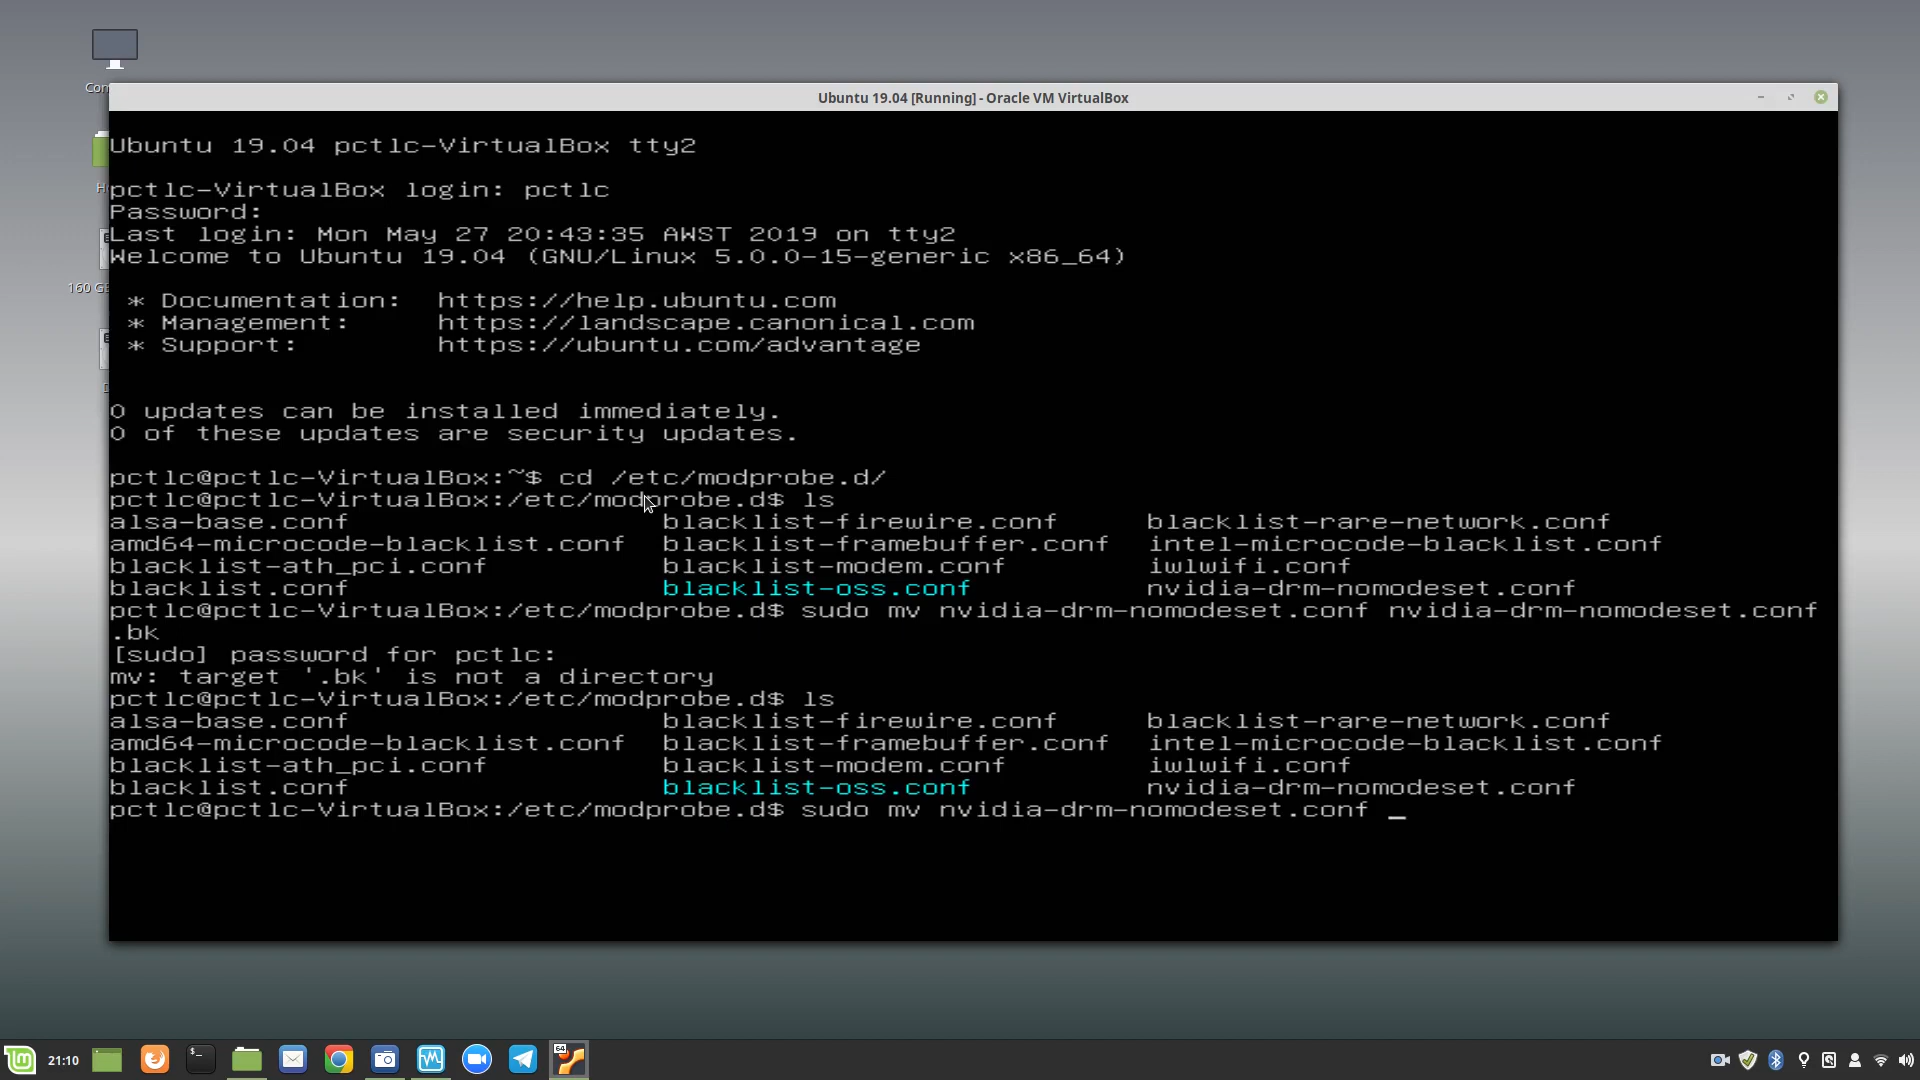 Ubuntu 19.04 [Running] - Oracle VM VirtualBox
Ubuntu 19.04 pctlc-VirtualBox tty2
pctlc-VirtualBox login: pctlc
Password:
Last login: Mon May 27 20:43:35 AWST 2019 on tty2
Welcome to Ubuntu 19.04 (GNU/Linux 5.0.0-15-generic x86_64)
* Documentation: https://help.ubuntu.com
* Management: https://landscape.canonical.com
* Support: https://ubuntu.com/advantage
0 updates can be installed immediately.
0 of these updates are security updates.
pctlc@pctlc-VirtualBox:~$ cd /etc/modprobe.d/
pctlc@pctlc-VirtualBox:/etc/modprobe.d$ ls
alsa-base.conf blacklist-firewire.conf blacklist-rare-network.conf
amd64-microcode-blacklist.conf blacklist-framebuffer.conf intel-microcode-blacklist.conf
blacklist-ath_pci.conf blacklist-modem.conf iwlwifi.conf
blacklist.conf blacklist-oss.conf nvidia-drm-nomodeset.conf
pctlc@pctlc-VirtualBox:/etc/modprobe.d$ sudo mv nvidia-drm-nomodeset.conf nvidia-drm-nomodeset.conf
.bk
[sudo] password for pctlc:
mv: target '.bk' is not a directory
pctlc@pctlc-VirtualBox:/etc/modprobe.d$ ls
alsa-base.conf blacklist-firewire.conf blacklist-rare-network.conf
amd64-microcode-blacklist.conf blacklist-framebuffer.conf intel-microcode-blacklist.conf
blacklist-ath_pci.conf blacklist-modem.conf iwlwifi.conf
blacklist.conf blacklist-oss.conf nvidia-drm-nomodeset.conf
pctlc@pctlc-VirtualBox:/etc/modprobe.d$ sudo mv nvidia-drm-nomodeset.conf _
160 G
21:10
64